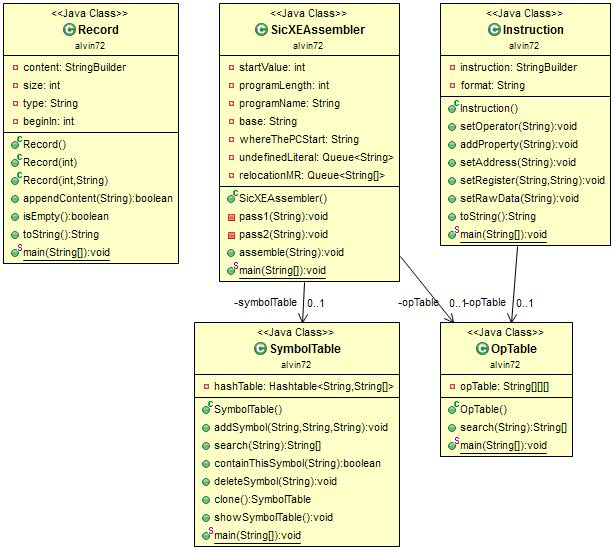 <<Java Class>>
Record
alvin72
content: StringBuilder
size: int
type: String
beginIn: int
Record()
Record(int)
Record(int,String)
appendContent(String):boolean
isEmpty():boolean
toString():String
main(String[]):void
<<Java Class>>
SicXEAssembler
alvin72
startValue: int
programLength: int
programName: String
base: String
whereThePCStart: String
undefinedLiteral: Queue<String>
relocationMR: Queue<String[]>
SicXEAssembler()
pass1(String):void
pass2(String):void
assemble(String):void
main(String[]):void
<<Java Class>>
Instruction
alvin72
instruction: StringBuilder
format: String
Instruction()
setOperator(String):void
addProperty(String):void
setAddress(String):void
setRegister(String,String):void
setRawData(String):void
toString():String
main(String[]):void
-symbolTable 0..1
-opTable 0..1
-opTable 0..1
<<Java Class>>
SymbolTable
alvin72
hashTable: Hashtable<String,String[]>
SymbolTable()
addSymbol(String,String,String):void
search(String):String[]
containThisSymbol(String):boolean
deleteSymbol(String):void
clone():SymbolTable
showSymbolTable():void
main(String[]):void
<<Java Class>>
OpTable
alvin72
opTable: String[][][]
OpTable()
search(String):String[]
main(String[]):void